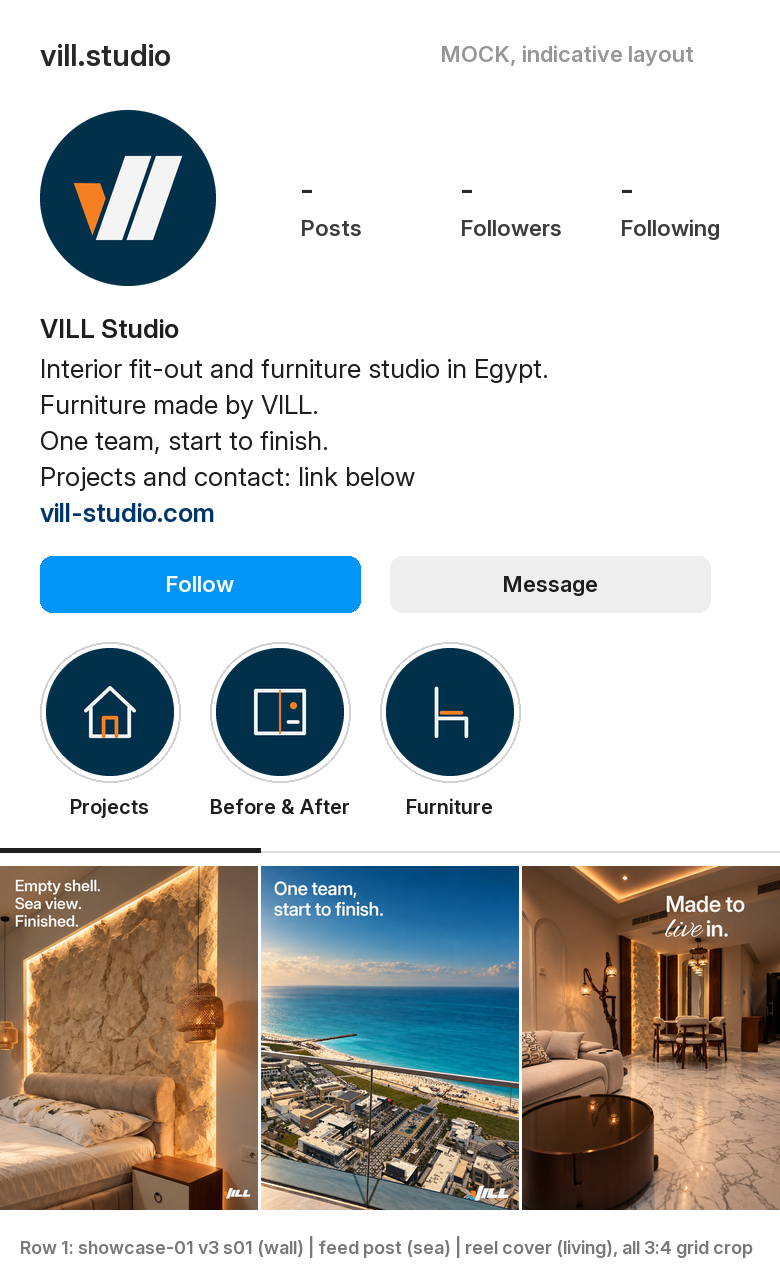 vill.studio
MOCK, indicative layout
- - -
Posts Followers Following
VILL Studio
Interior fit-out and furniture studio in Egypt.
Furniture made by VILL.
One team, start to finish.
Projects and contact: link below
vill-studio.com
Follow
Message
Projects
Before & After
Furniture
Empty shell.
Sea view.
Finished.
One team,
start to finish.
Made to
live in.
Row 1: showcase-01 v3 s01 (wall) | feed post (sea) | reel cover (living), all 3:4 grid crop